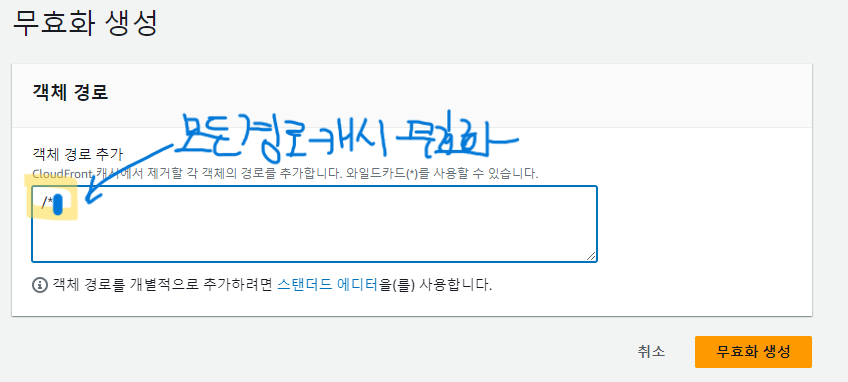 무효화 생성
객체 경로
모든경로 캐시 무효화
객체 경로 추가
CloudFront 캐시에서 제거할 각 객체의 경로를 추가합니다. 와일드카드(*)를 사용할 수 있습니다.
/*
객체 경로를 개별적으로 추가하려면 스탠더드 에디터을(를) 사용합니다.
취소
무효화 생성